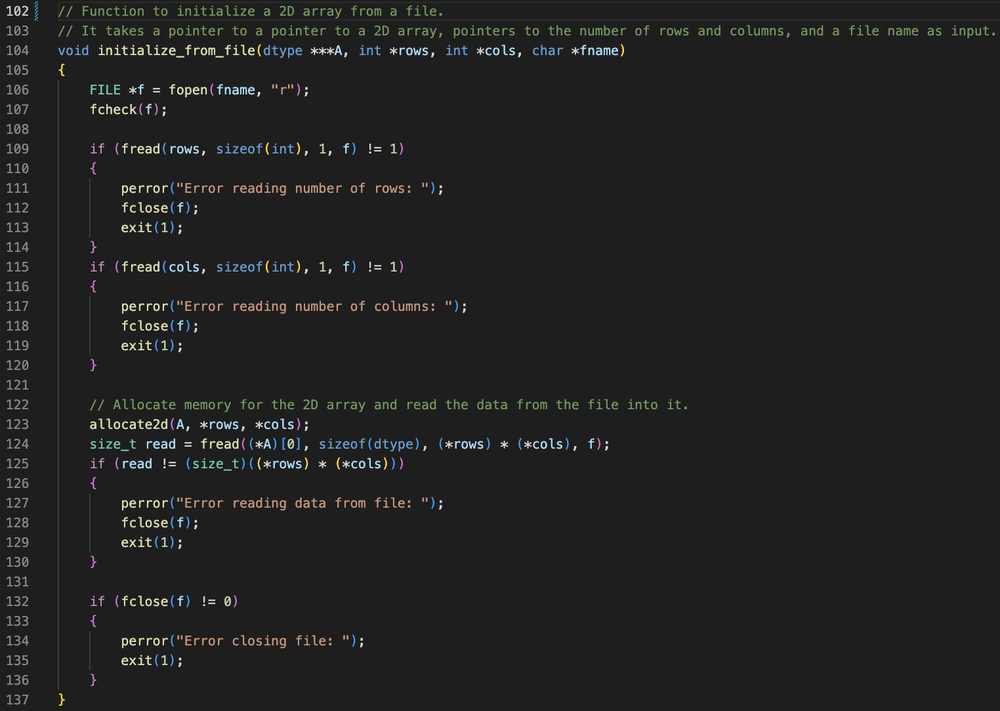 102 // Function to initialize a 2D array from a file.
103 // It takes a pointer to a pointer to a 2D array, pointers to the number of rows and columns, and a file name as input.
104 void initialize_from_file(dtype ***A, int *rows, int *cols, char *fname)
105 {
106     FILE *f = fopen(fname, "r");
107     fcheck(f);
108
109     if (fread(rows, sizeof(int), 1, f) != 1)
110     {
111         perror("Error reading number of rows: ");
112         fclose(f);
113         exit(1);
114     }
115     if (fread(cols, sizeof(int), 1, f) != 1)
116     {
117         perror("Error reading number of columns: ");
118         fclose(f);
119         exit(1);
120     }
121
122     // Allocate memory for the 2D array and read the data from the file into it.
123     allocate2d(A, *rows, *cols);
124     size_t read = fread((*A)[0], sizeof(dtype), (*rows) * (*cols), f);
125     if (read != (size_t)((*rows) * (*cols)))
126     {
127         perror("Error reading data from file: ");
128         fclose(f);
129         exit(1);
130     }
131
132     if (fclose(f) != 0)
133     {
134         perror("Error closing file: ");
135         exit(1);
136     }
137 }